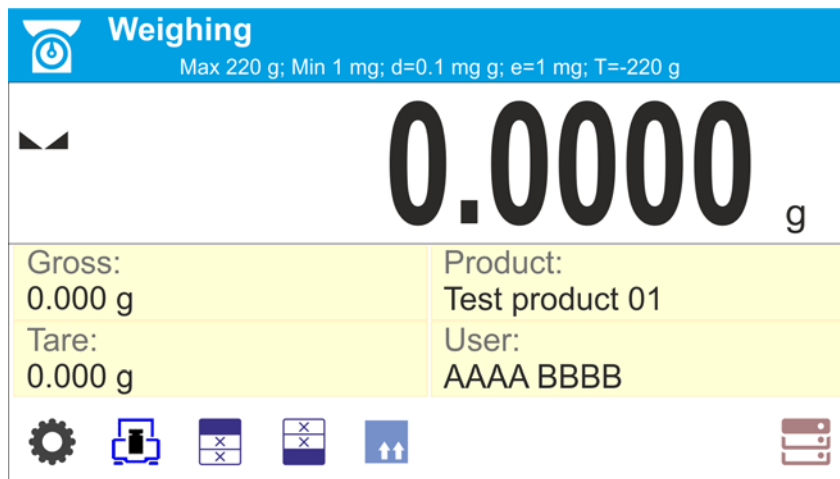 Weighing
Max 220 g; Min 1 mg; d=0.1 mg g; e=1 mg; T=-220 g
0.0000 g
Gross:
0.000 g
Product:
Test product 01
Tare:
0.000 g
User:
AAAA BBBB